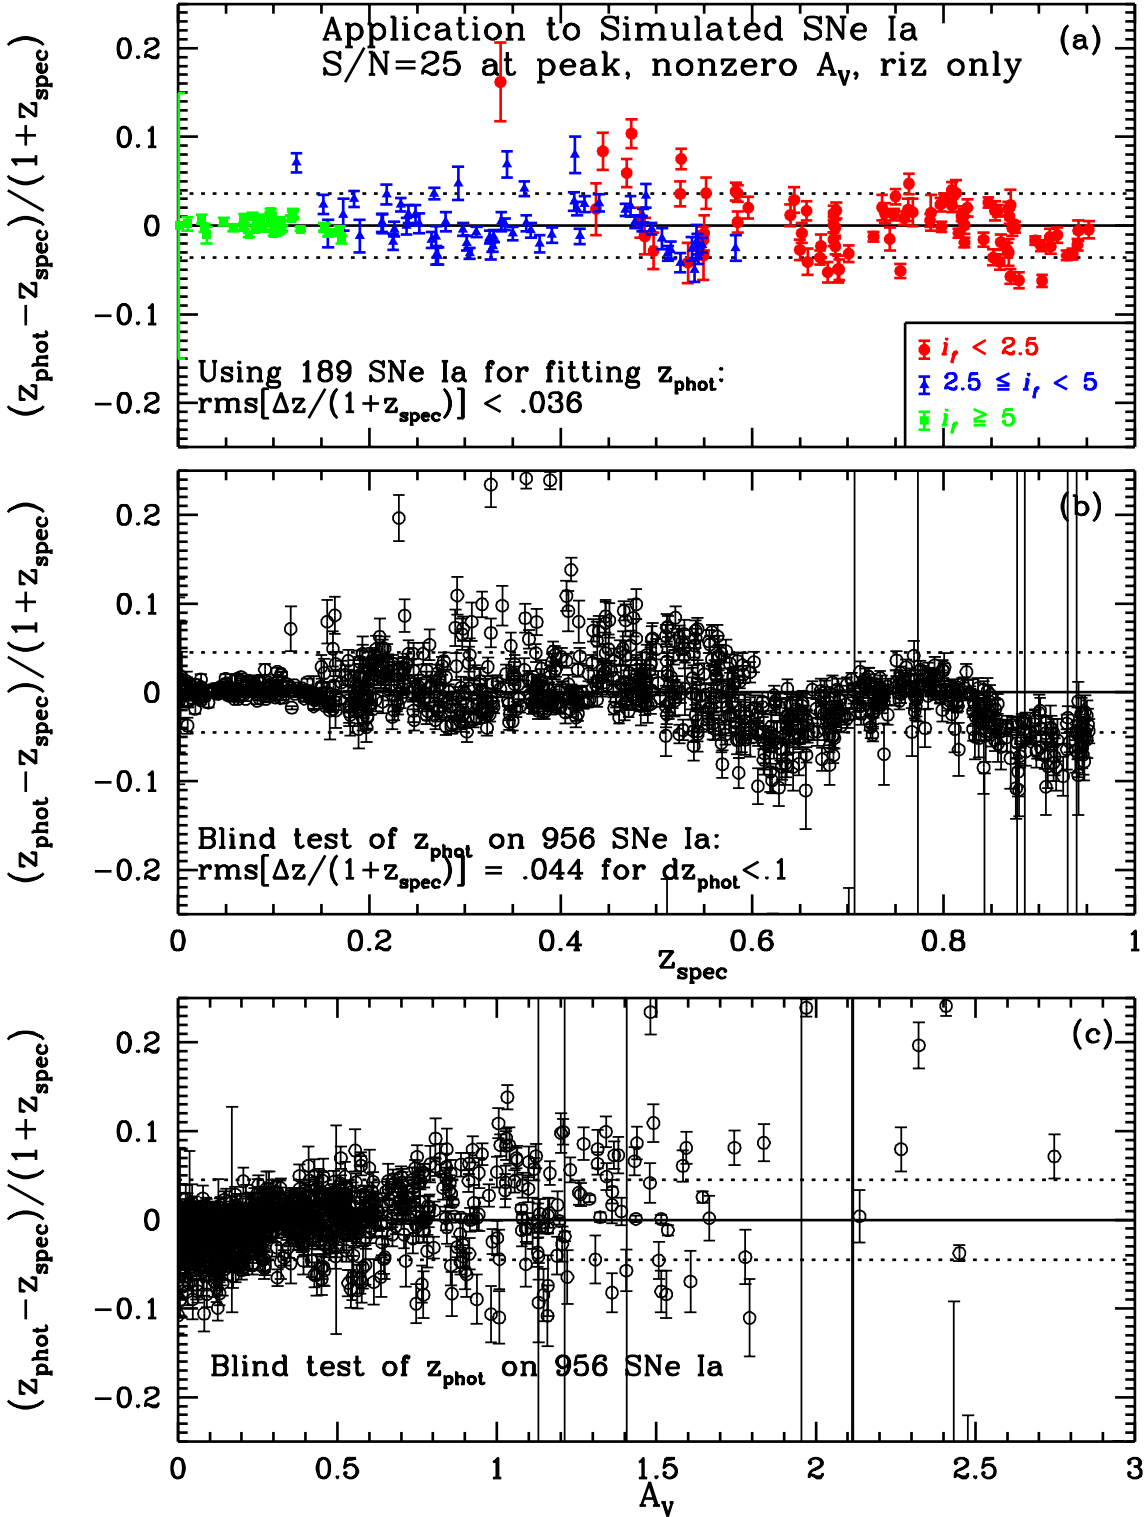 Application to Simulated SNe Ia
(a)
S/N=25 at peak, nonzero A_V, riz only
0.2
0.1
0
−0.1
−0.2
(z_phot−z_spec)/(1+z_spec)
Using 189 SNe Ia for fitting z_phot:
rms[Δz/(1+z_spec)] < .036
i_f < 2.5
2.5 ≦ i_f < 5
i_f ≧ 5
(b)
0.2
0.1
0
−0.1
−0.2
(z_phot−z_spec)/(1+z_spec)
Blind test of z_phot on 956 SNe Ia:
rms[Δz/(1+z_spec)] = .044 for dz_phot<.1
0 0.2 0.4 0.6 0.8 1
z_spec
(c)
0.2
0.1
0
−0.1
−0.2
(z_phot−z_spec)/(1+z_spec)
Blind test of z_phot on 956 SNe Ia
0 0.5 1 1.5 2 2.5 3
A_V